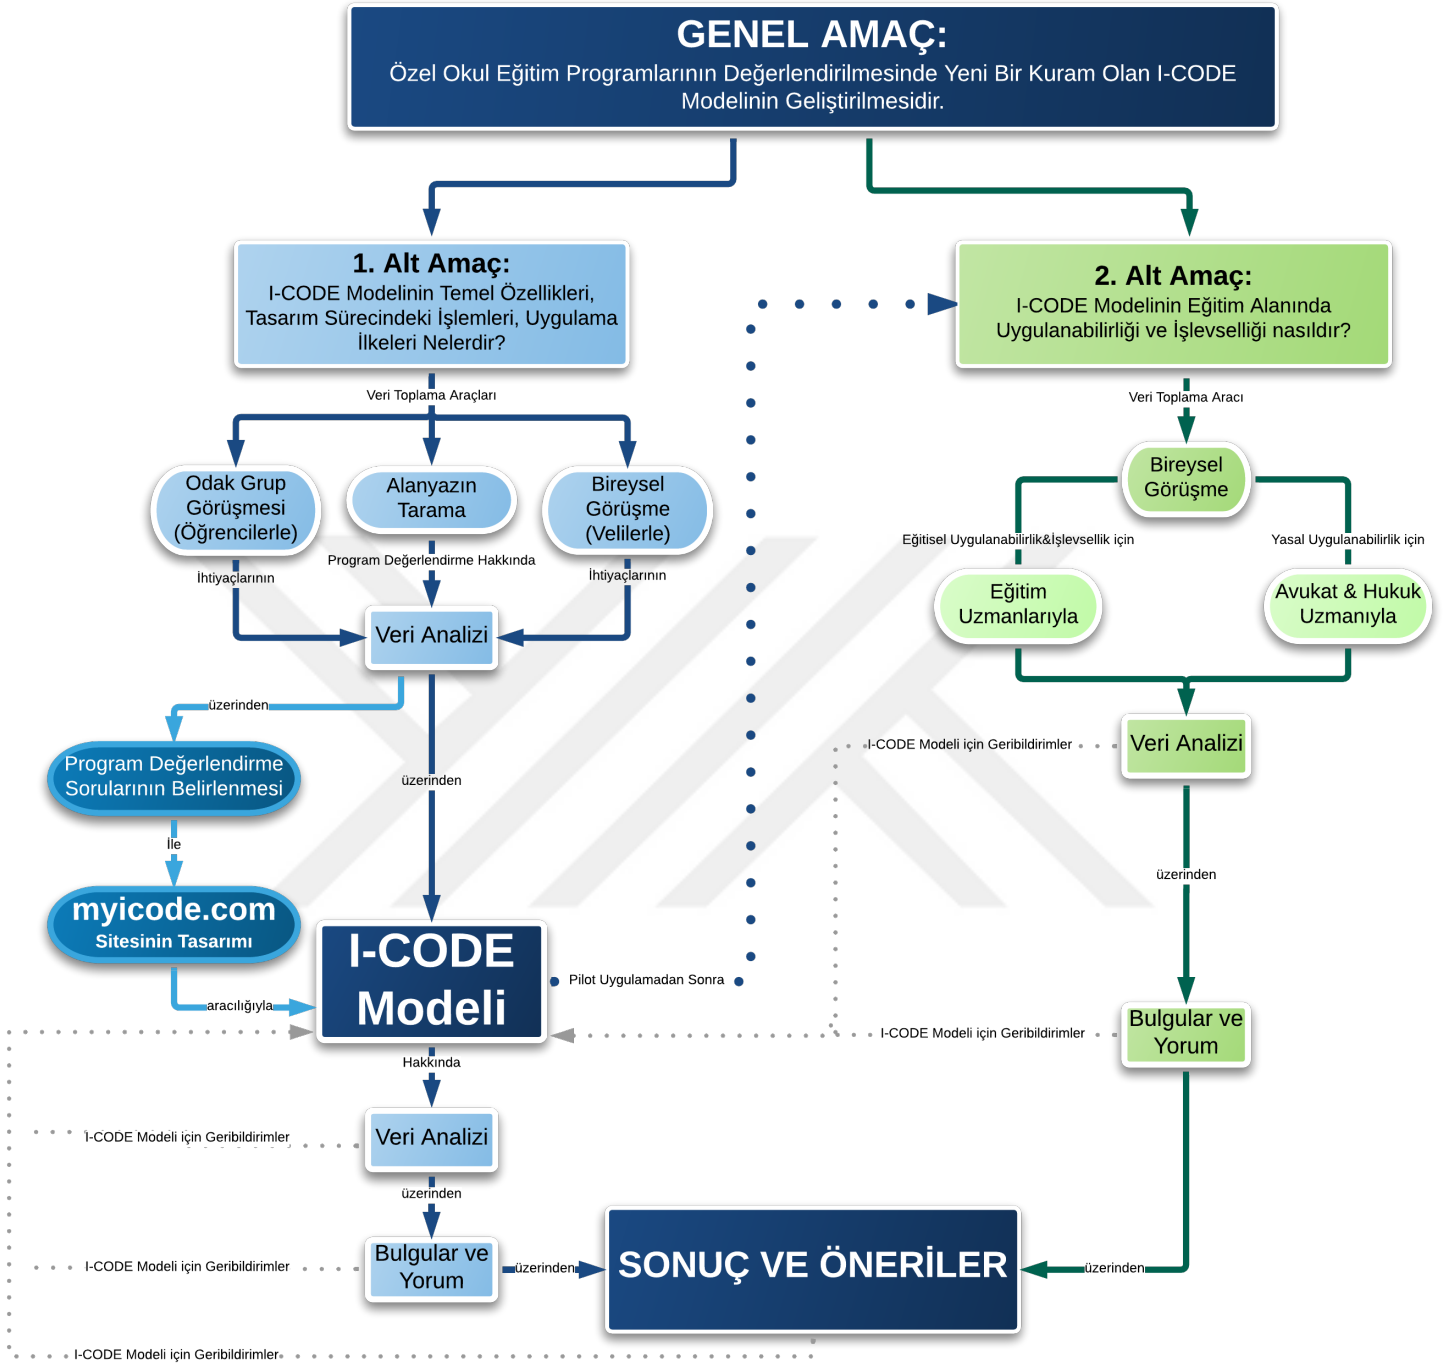 GENEL AMAÇ:
Özel Okul Eğitim Programlarının Değerlendirilmesinde Yeni Bir Kuram Olan I-CODE
Modelinin Geliştirilmesidir.
1. Alt Amaç:
I-CODE Modelinin Temel Özellikleri,
Tasarım Sürecindeki İşlemleri, Uygulama
İlkeleri Nelerdir?
2. Alt Amaç:
I-CODE Modelinin Eğitim Alanında
Uygulanabilirliği ve İşlevselliği nasıldır?
Veri Toplama Araçları
Veri Toplama Aracı
Odak Grup
Görüşmesi
(Öğrencilerle)
Alanyazın
Tarama
Bireysel
Görüşme
(Velilerle)
Bireysel
Görüşme
İhtiyaçlarının
Program Değerlendirme Hakkında
İhtiyaçlarının
Eğitisel Uygulanabilirlik&İşlevsellik için
Yasal Uygulanabilirlik için
Eğitim
Uzmanlarıyla
Avukat & Hukuk
Uzmanıyla
Veri Analizi
üzerinden
Program Değerlendirme
Sorularının Belirlenmesi
üzerinden
I-CODE Modeli için Geribildirimler
Veri Analizi
İle
myicode.com
Sitesinin Tasarımı
aracılığıyla
üzerinden
I-CODE
Modeli
Pilot Uygulamadan Sonra
I-CODE Modeli için Geribildirimler
Bulgular ve
Yorum
Hakkında
I-CODE Modeli için Geribildirimler
Veri Analizi
üzerinden
I-CODE Modeli için Geribildirimler
Bulgular ve
Yorum
üzerinden
SONUÇ VE ÖNERİLER
üzerinden
I-CODE Modeli için Geribildirimler